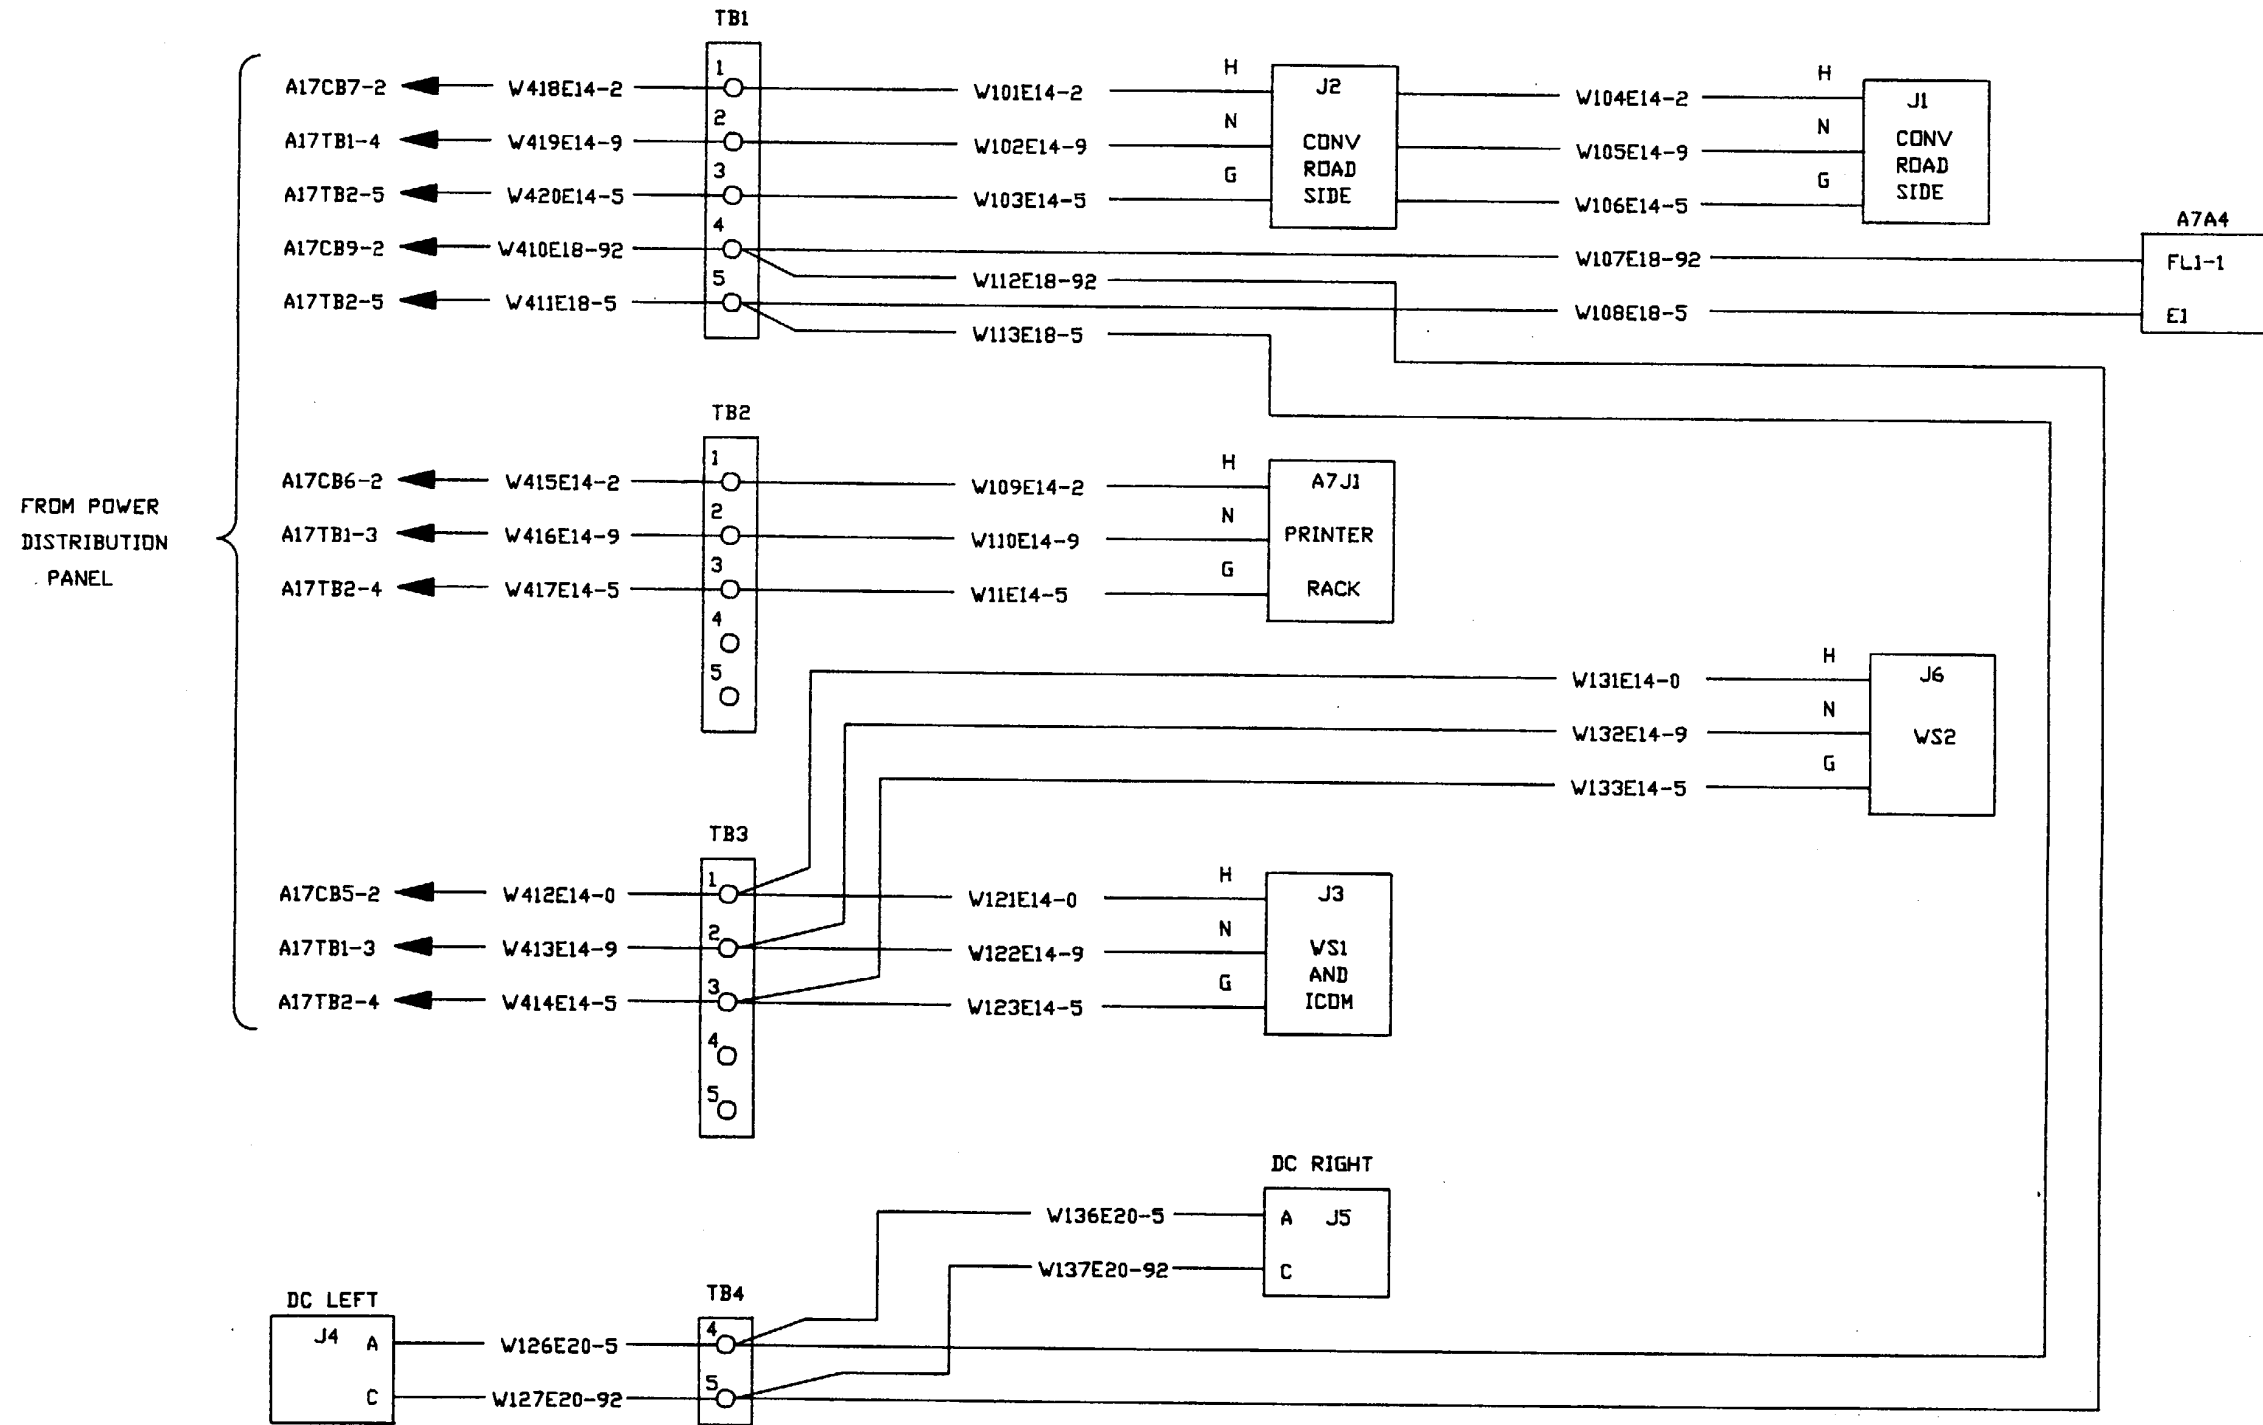 TB1
A17CB7-2 W418E14-2 1 W101E14-2 H J2 W104E14-2 H J1
A17TB1-4 W419E14-9 2 W102E14-9 N CONV W105E14-9 N CONV
ROAD
ROAD
A17TB2-5 W420E14-5 3 W103E14-5 G SIDE W106E14-5 G SIDE
A7A4
A17CB9-2 W410E18-92 4 W107E18-92 FL1-1
W112E18-92
A17TB2-5 W411E18-5 5 W108E18-5 E1
W113E18-5
TB2
A17CB6-2 W415E14-2 1 W109E14-2 H A7J1
FROM POWER
DISTRIBUTION
PANEL
A17TB1-3 W416E14-9 2 W110E14-9 N PRINTER
A17TB2-4 W417E14-5 3 W11E14-5 G RACK
4
5
W131E14-0 H J6
W132E14-9 N WS2
W133E14-5 G
TB3
A17CB5-2 W412E14-0 1 W121E14-0 H J3
A17TB1-3 W413E14-9 2 W122E14-9 N WS1
AND
A17TB2-4 W414E14-5 3 W123E14-5 G ICOM
4
5
DC RIGHT
W136E20-5 A J5
W137E20-92 C
DC LEFT
TB4
J4 A W126E20-5 4
C W127E20-92 5